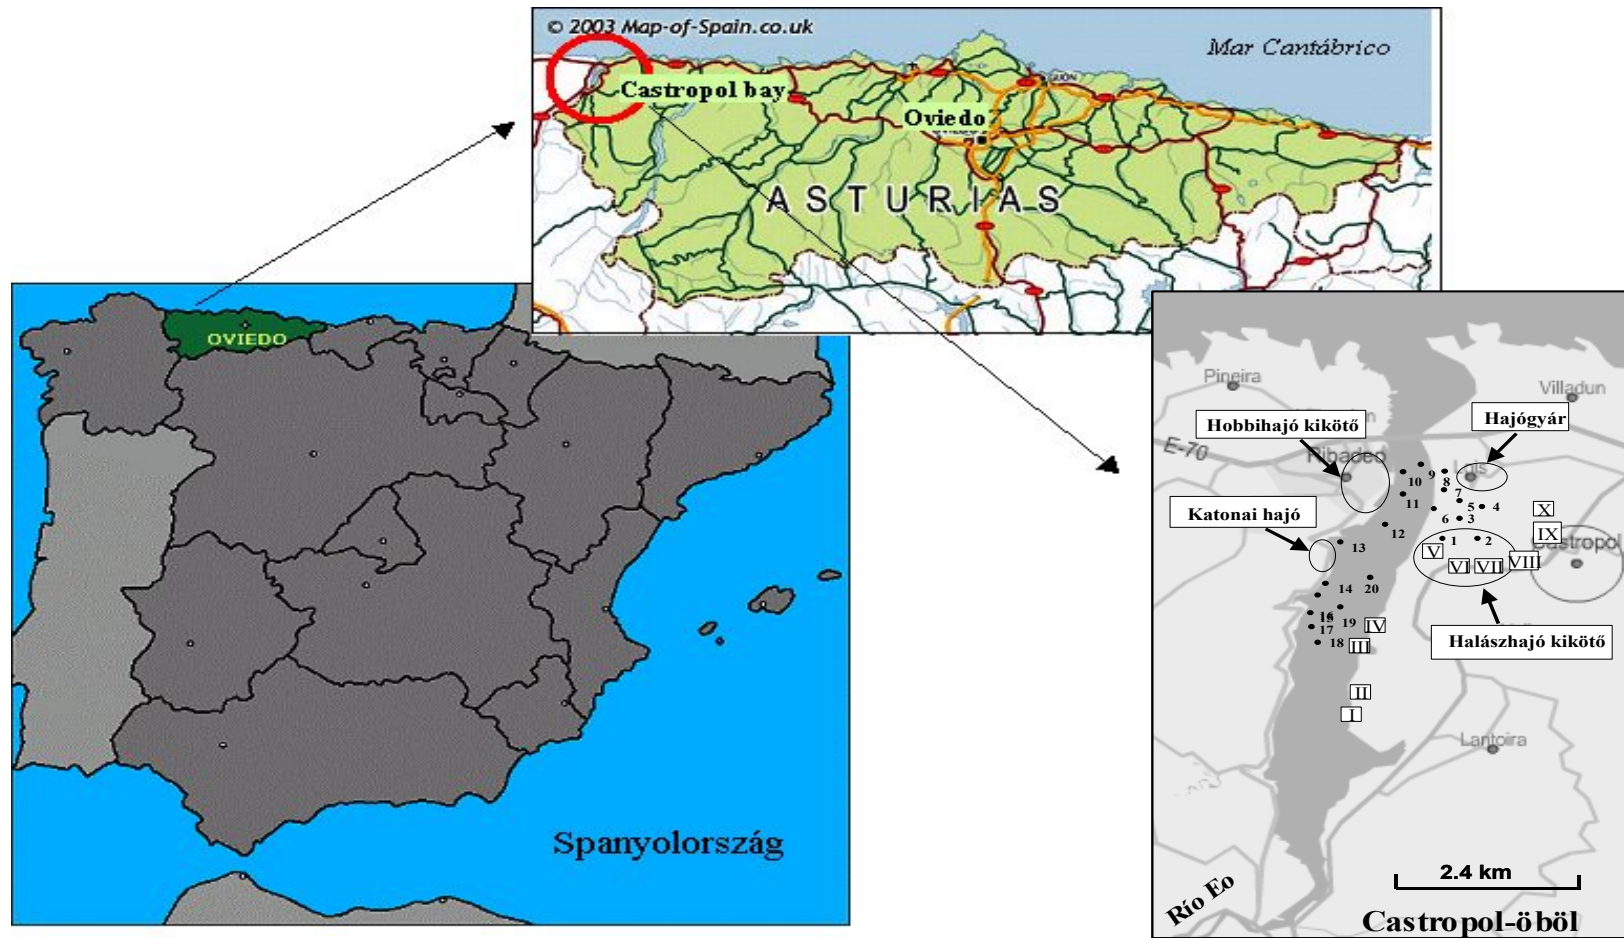 © 2003 Map-of-Spain.co.uk
Mar Cantábrico
Castropol bay
GIJÓN
Oviedo
ASTURIAS
OVIEDO
Spanyolország
Pineira
Villadun
Hobbihajó kikötő
Hajógyár
E-70
Ribadeo
Luis
10 9 8
11 7
Katonai hajó
6 5 4
3
X
12
1 2
IX
Castropol
13
V VI VII VIII
14 20
16
17 19 IV
18 III
Halászhajó kikötő
II
I
Lantoira
2.4 km
Río Eo
Castropol-öböl